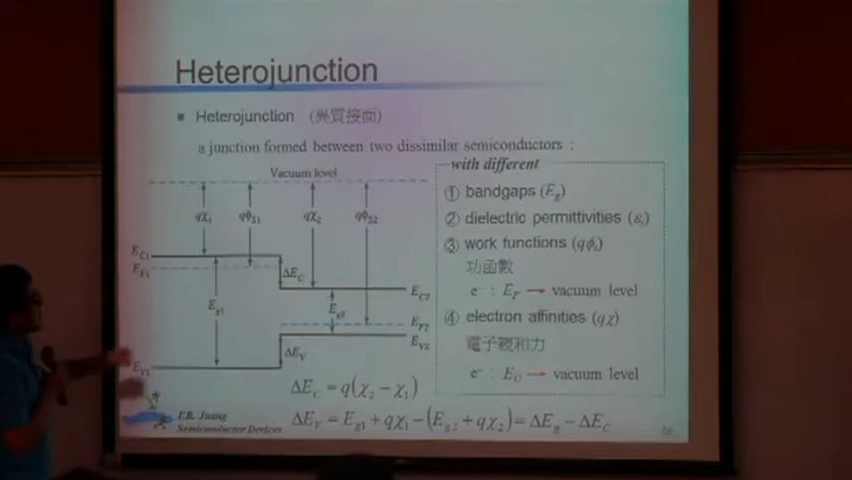 Heterojunction
Heterojunction (異質接面)
a junction formed between two dissimilar semiconductors :
Vacuum level
with different
① bandgaps (E_g)
② dielectric permittivities (ε_s)
③ work functions (qϕ_s)
功函數
e⁻ : E_F → vacuum level
④ electron affinities (qχ)
電子親和力
e⁻ : E_C → vacuum level
qχ₁ qϕ_S1 qχ₂ qϕ_S2
E_C1
E_F1
ΔE_C
E_C2
E_g1
E_g2
E_F2
E_V2
ΔE_V
E_V1
ΔE_C = q(χ₂ − χ₁)
ΔE_V = E_g1 + qχ₁ − (E_g2 + qχ₂) = ΔE_g − ΔE_C
F.R. Juang
Semiconductor Devices